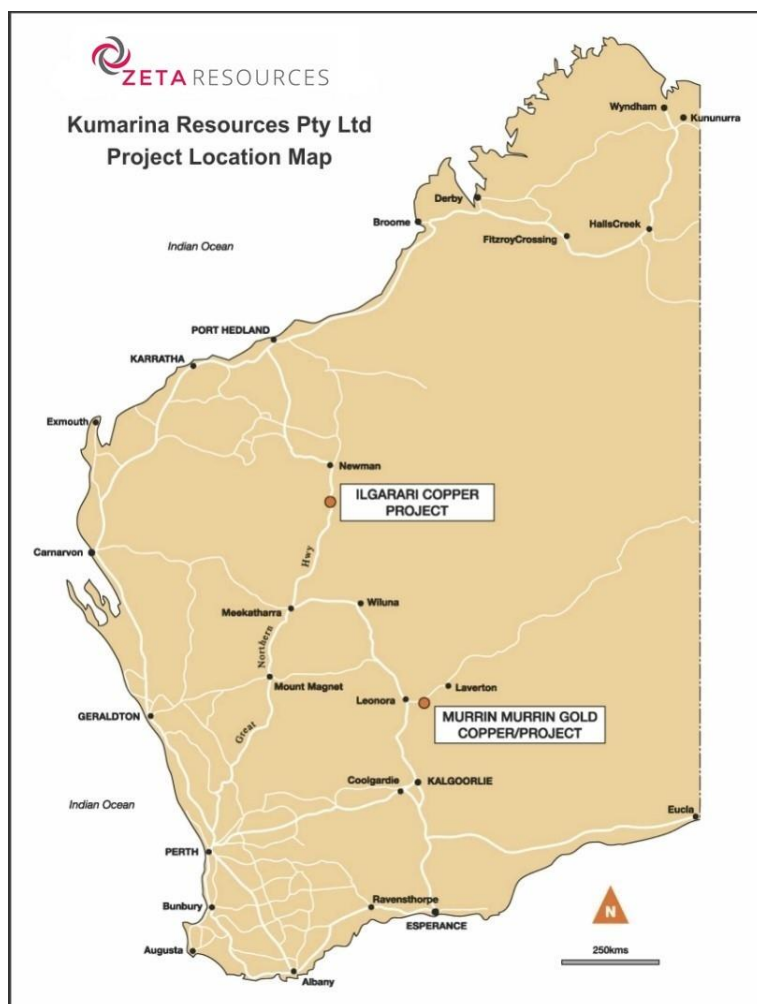 ZETA RESOURCES
Kumarina Resources Pty Ltd
Project Location Map
Wyndham
Kununurra
Derby
Broome
FitzroyCrossing
HallsCreek
Indian Ocean
PORT HEDLAND
KARRATHA
Exmouth
Newman
ILGARARI COPPER
PROJECT
Carnarvon
Hwy
Meekatharra
Wiluna
Northern
Mount Magnet
Laverton
Leonora
GERALDTON
Great
MURRIN MURRIN GOLD
COPPER/PROJECT
Coolgardie
KALGOORLIE
Indian Ocean
Eucla
PERTH
Ravensthorpe
Bunbury
ESPERANCE
N
Augusta
250kms
Albany